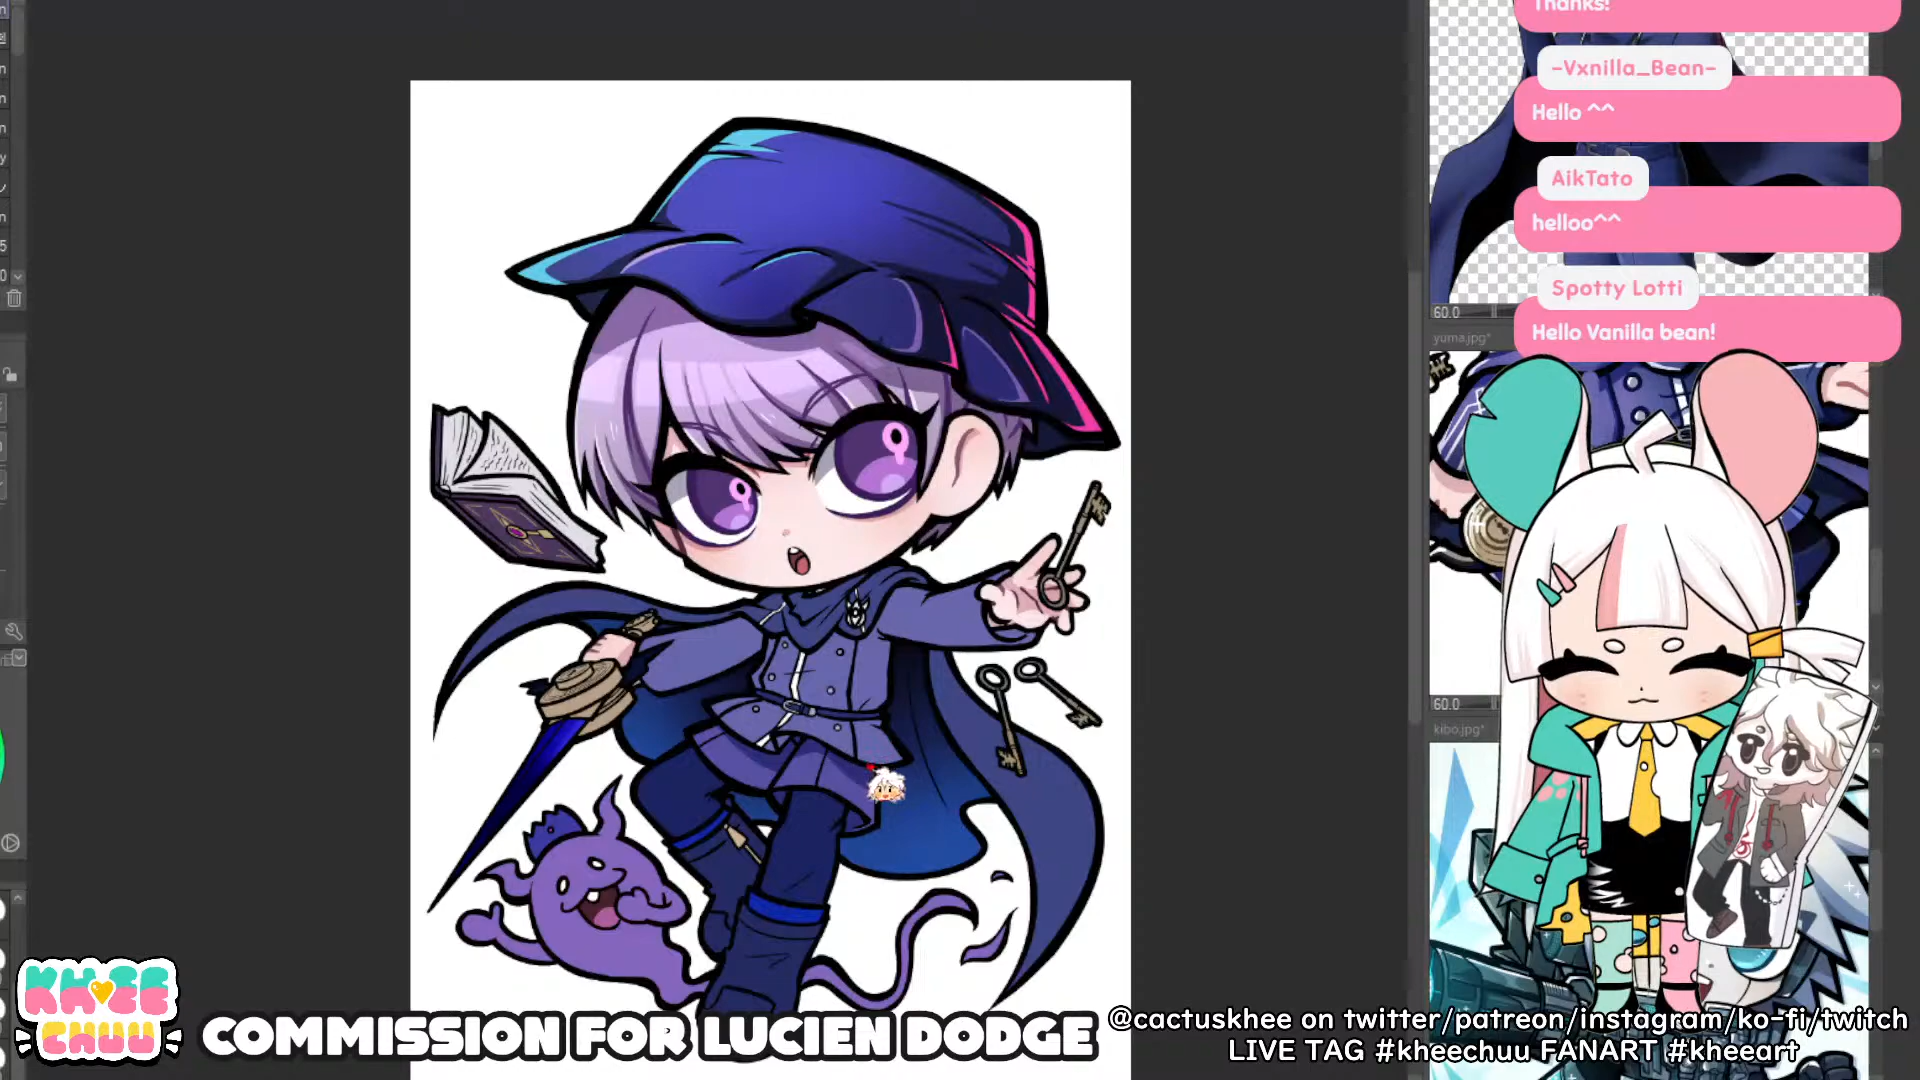 Thanks!
-Vxnilla_Bean-
Hello ^^
AikTato
helloo^^
Spotty Lotti
Hello Vanilla bean!
60.0
yuma.jpg*
60.0
kibo.jpg*
KHEE
CHUU
COMMISSION FOR LUCIEN DODGE
@cactuskhee on twitter/patreon/instagram/ko-fi/twitch
LIVE TAG #kheechuu FANART #kheeart